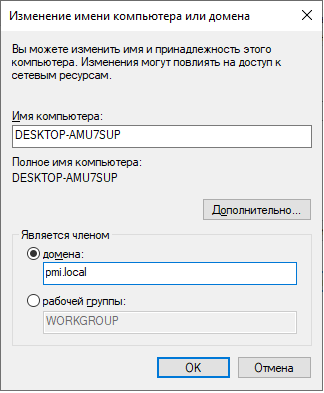 Изменение имени компьютера или домена
Вы можете изменить имя и принадлежность этого
компьютера. Изменения могут повлиять на доступ к
сетевым ресурсам.
Имя компьютера:
DESKTOP-AMU7SUP
Полное имя компьютера:
DESKTOP-AMU7SUP
Дополнительно...
Является членом
домена:
pmi.local
рабочей группы:
WORKGROUP
OK
Отмена